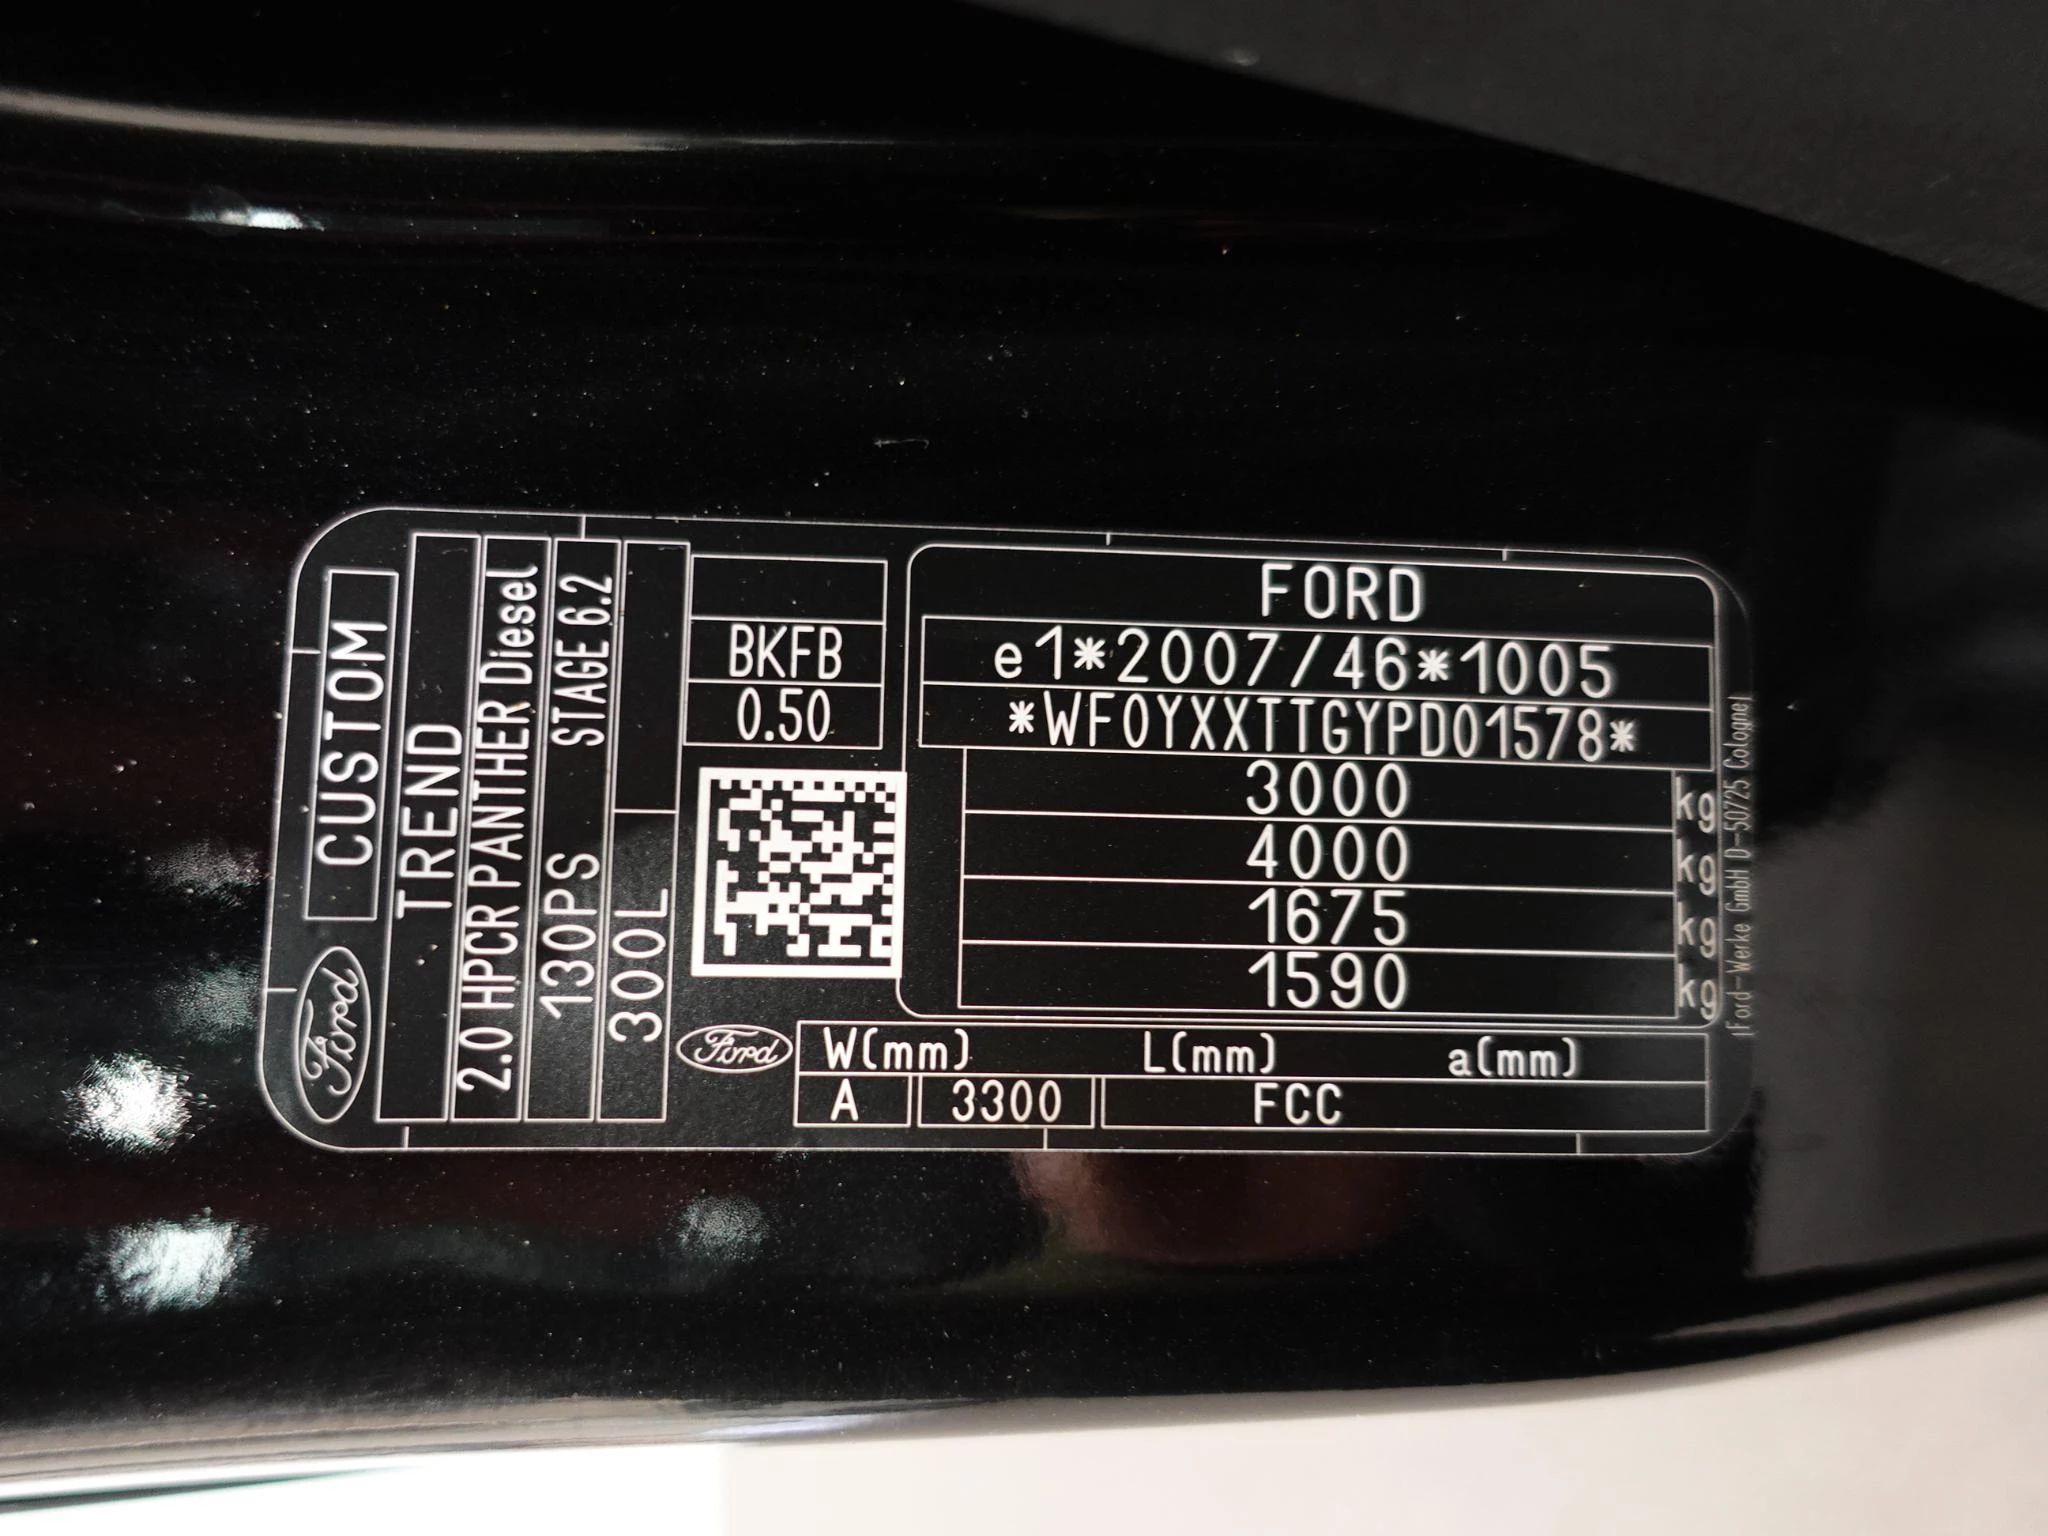 FORD
e1*2007/46*1005
*WF0YXXTTGYPD01578*
3000 kg
4000 kg
1675 kg
1590 kg
Ford-Werke GmbH D-50725 Cologne
W(mm) L(mm) a(mm)
A 3300 FCC
Ford
BKFB
0.50
Ford CUSTOM
TREND
2.0 HPCR PANTHER Diesel
130PS STAGE 6.2
300L